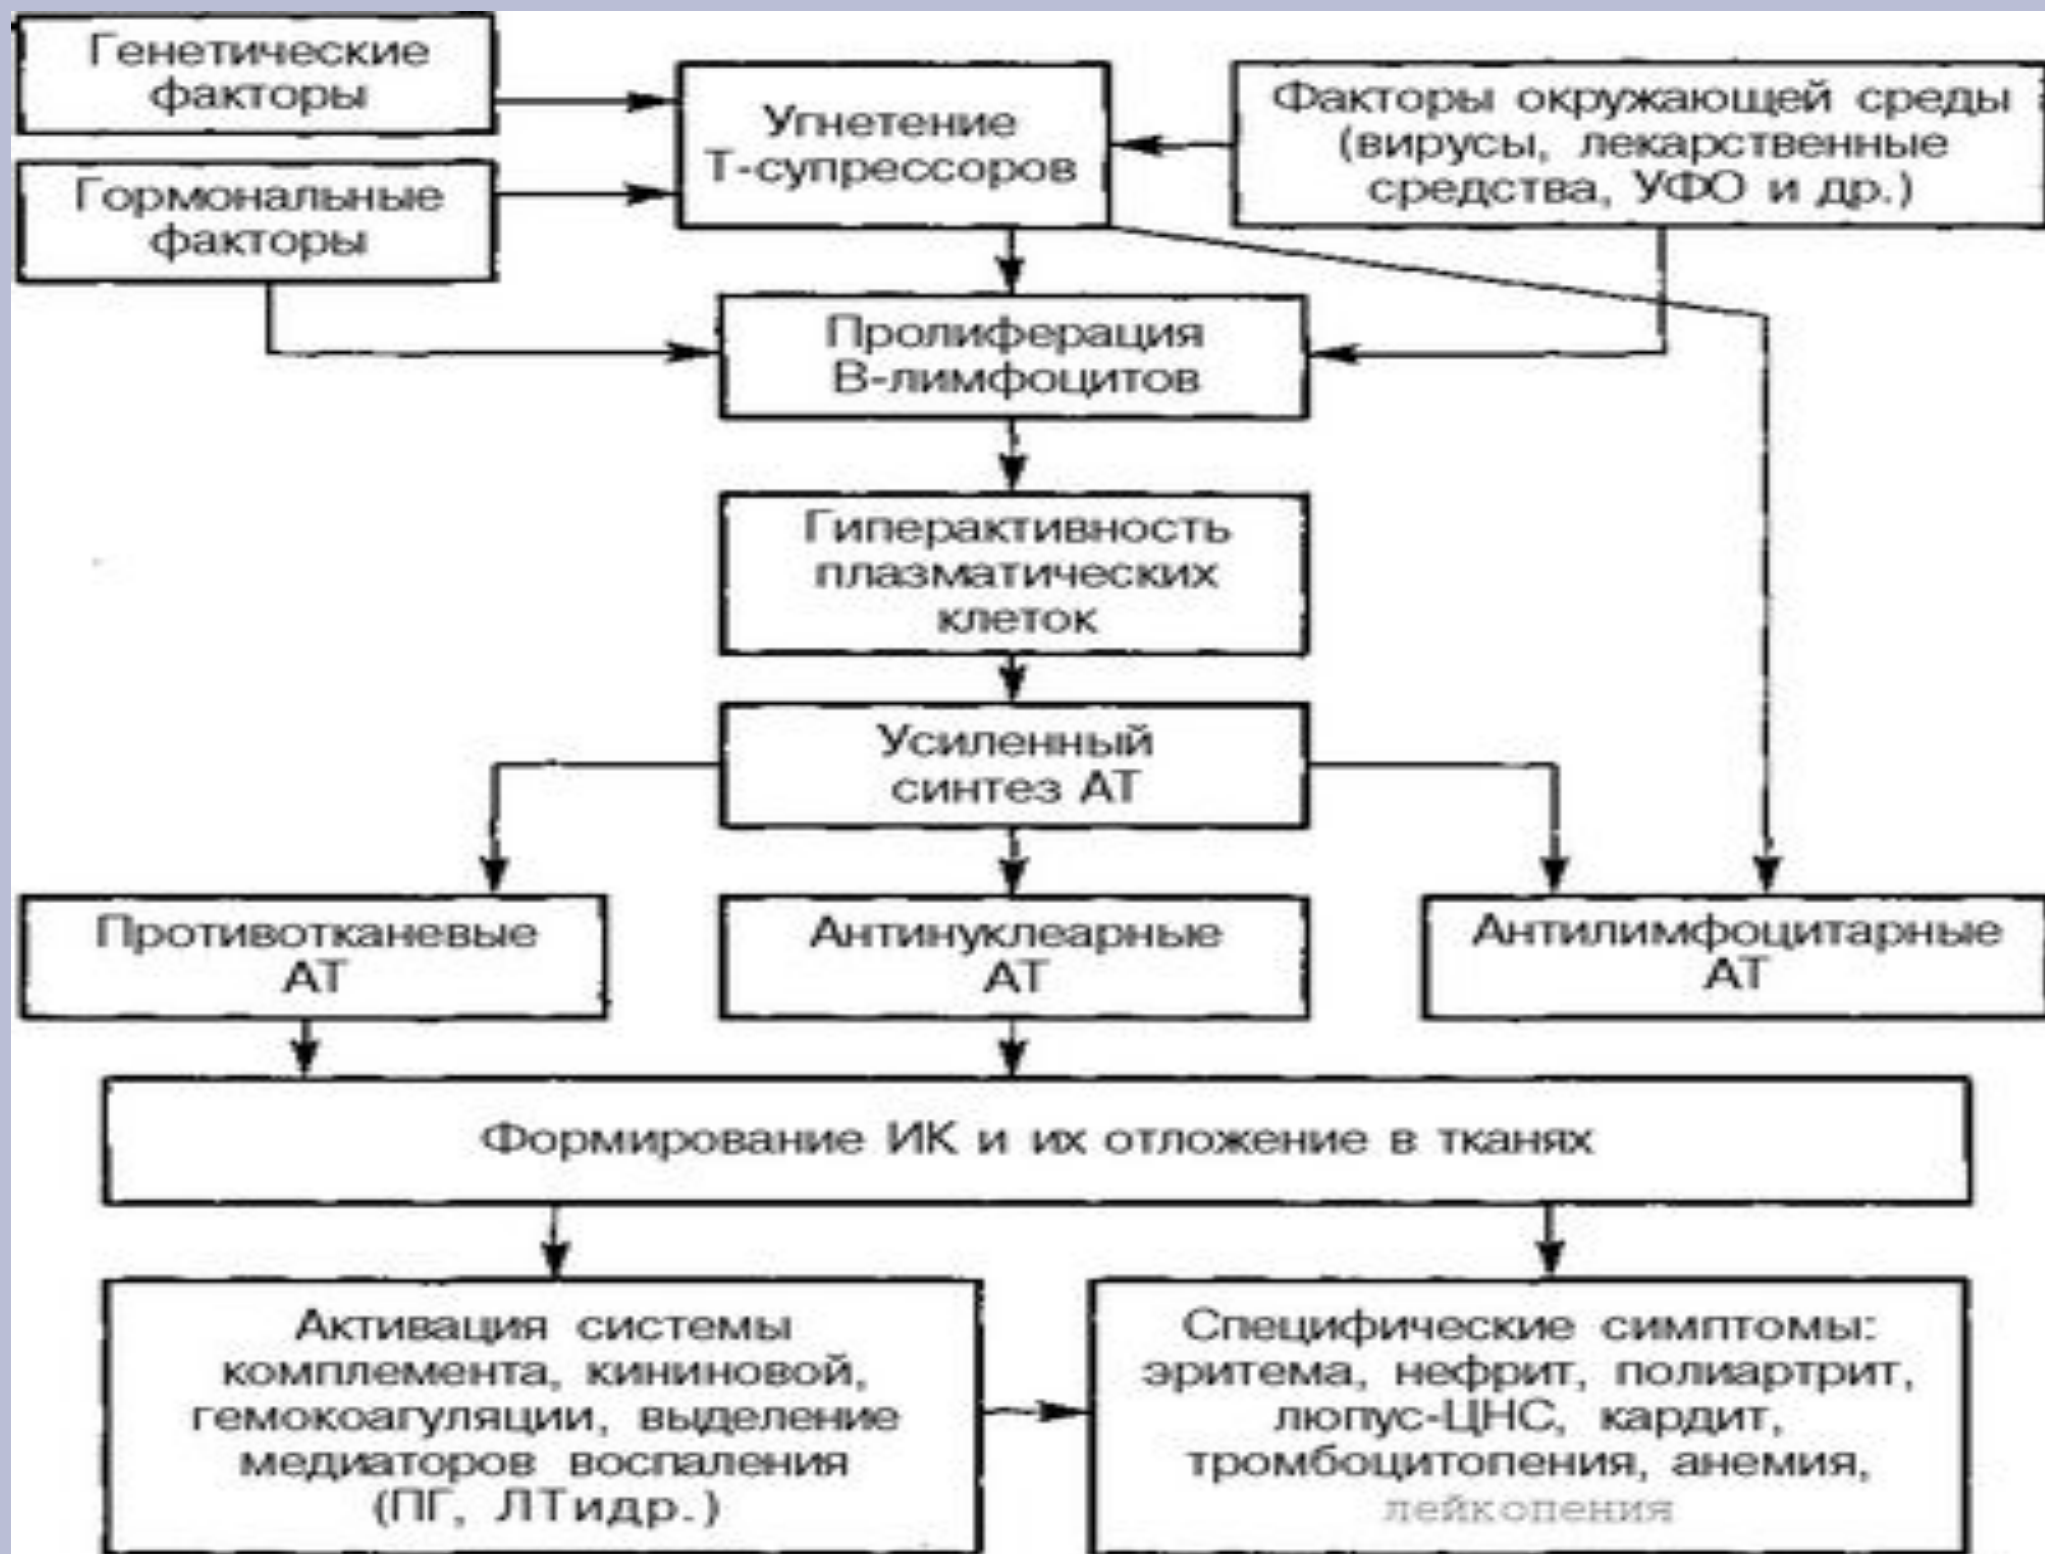 Генетические
факторы
Гормональные
факторы
Угнетение
Т-супрессоров
Факторы окружающей среды
(вирусы, лекарственные
средства, УФО и др.)
Пролиферация
В-лимфоцитов
Гиперактивность
плазматических
клеток
Усиленный
синтез АТ
Противотканевые
АТ
Антинуклеарные
АТ
Антилимфоцитарные
АТ
Формирование ИК и их отложение в тканях
Активация системы
комплемента, кининовой,
гемокоагуляции, выделение
медиаторов воспаления
(ПГ, ЛТидр.)
Специфические симптомы:
эритема, нефрит, полиартрит,
люпус-ЦНС, кардит,
тромбоцитопения, анемия,
лейкопения